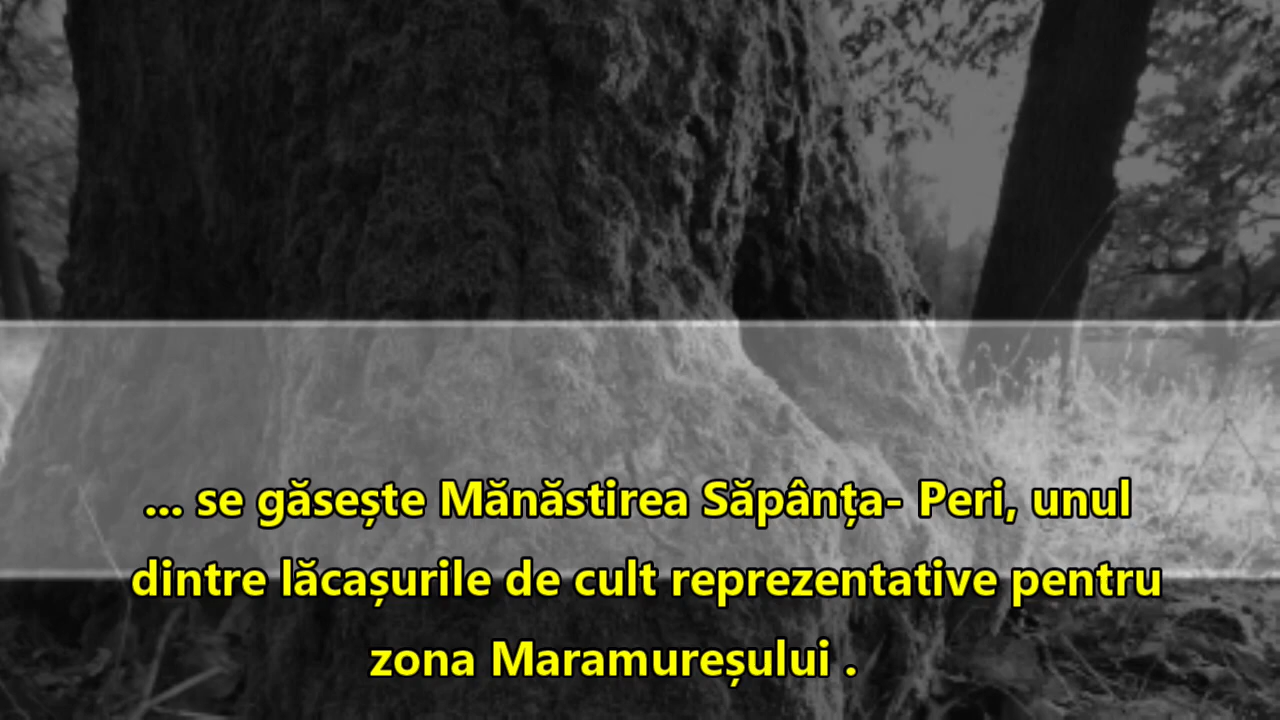 ... se găsește Mănăstirea Săpânța- Peri, unul
dintre lăcașurile de cult reprezentative pentru
zona Maramureșului .